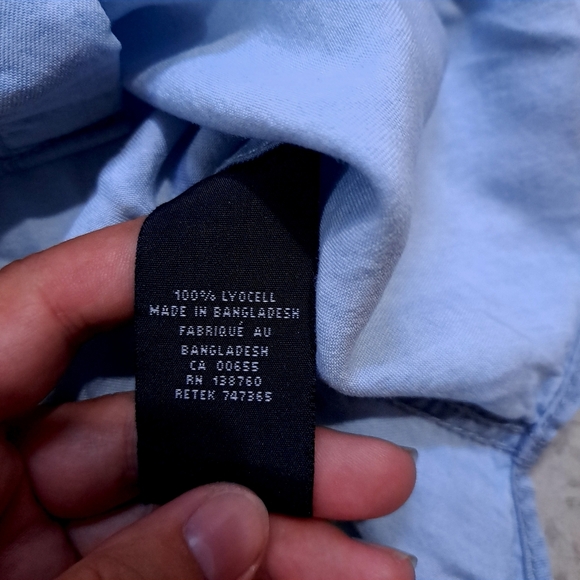 100% LYOCELL
MADE IN BANGLADESH
FABRIQUÉ AU
BANGLADESH
CA 00655
RN 138760
RETEK 747365